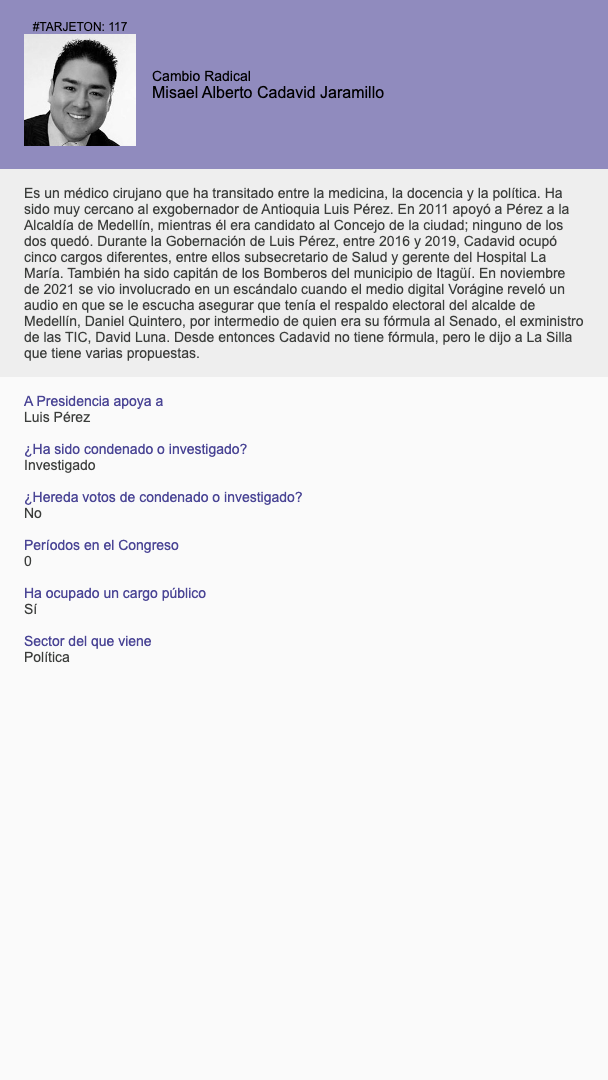 #TARJETON: 117
Cambio Radical
Misael Alberto Cadavid Jaramillo
Es un médico cirujano que ha transitado entre la medicina, la docencia y la política. Ha
sido muy cercano al exgobernador de Antioquia Luis Pérez. En 2011 apoyó a Pérez a la
Alcaldía de Medellín, mientras él era candidato al Concejo de la ciudad; ninguno de los
dos quedó. Durante la Gobernación de Luis Pérez, entre 2016 y 2019, Cadavid ocupó
cinco cargos diferentes, entre ellos subsecretario de Salud y gerente del Hospital La
María. También ha sido capitán de los Bomberos del municipio de Itagüí. En noviembre
de 2021 se vio involucrado en un escándalo cuando el medio digital Vorágine reveló un
audio en que se le escucha asegurar que tenía el respaldo electoral del alcalde de
Medellín, Daniel Quintero, por intermedio de quien era su fórmula al Senado, el exministro
de las TIC, David Luna. Desde entonces Cadavid no tiene fórmula, pero le dijo a La Silla
que tiene varias propuestas.
A Presidencia apoya a
Luis Pérez
¿Ha sido condenado o investigado?
Investigado
¿Hereda votos de condenado o investigado?
No
Períodos en el Congreso
0
Ha ocupado un cargo público
Sí
Sector del que viene
Política